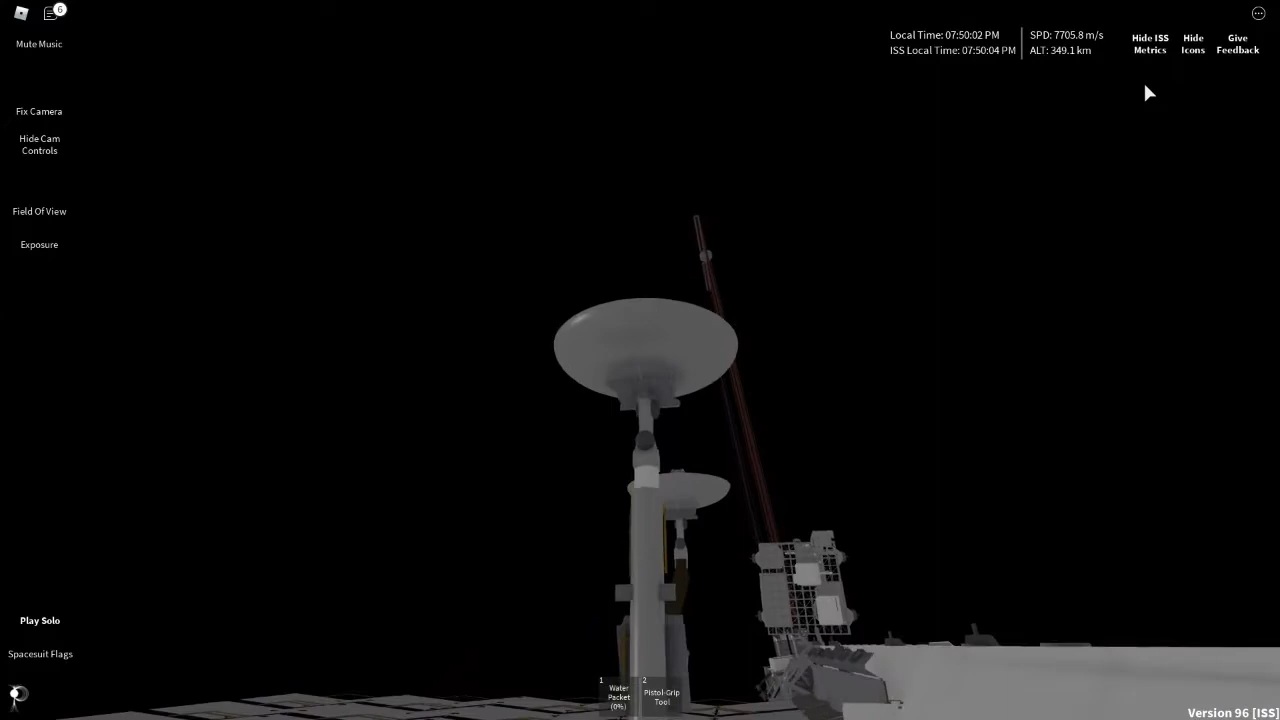 6
Mute Music
Local Time: 07:50:02 PM
ISS Local Time: 07:50:04 PM
SPD: 7705.8 m/s
ALT: 349.1 km
Hide ISS
Metrics
Hide
Icons
Give
Feedback
Fix Camera
Hide Cam
Controls
Field Of View
Exposure
Play Solo
Spacesuit Flags
1
Water
Packet
(0%)
2
Pistol-Grip
Tool
Version 96 [ISS]